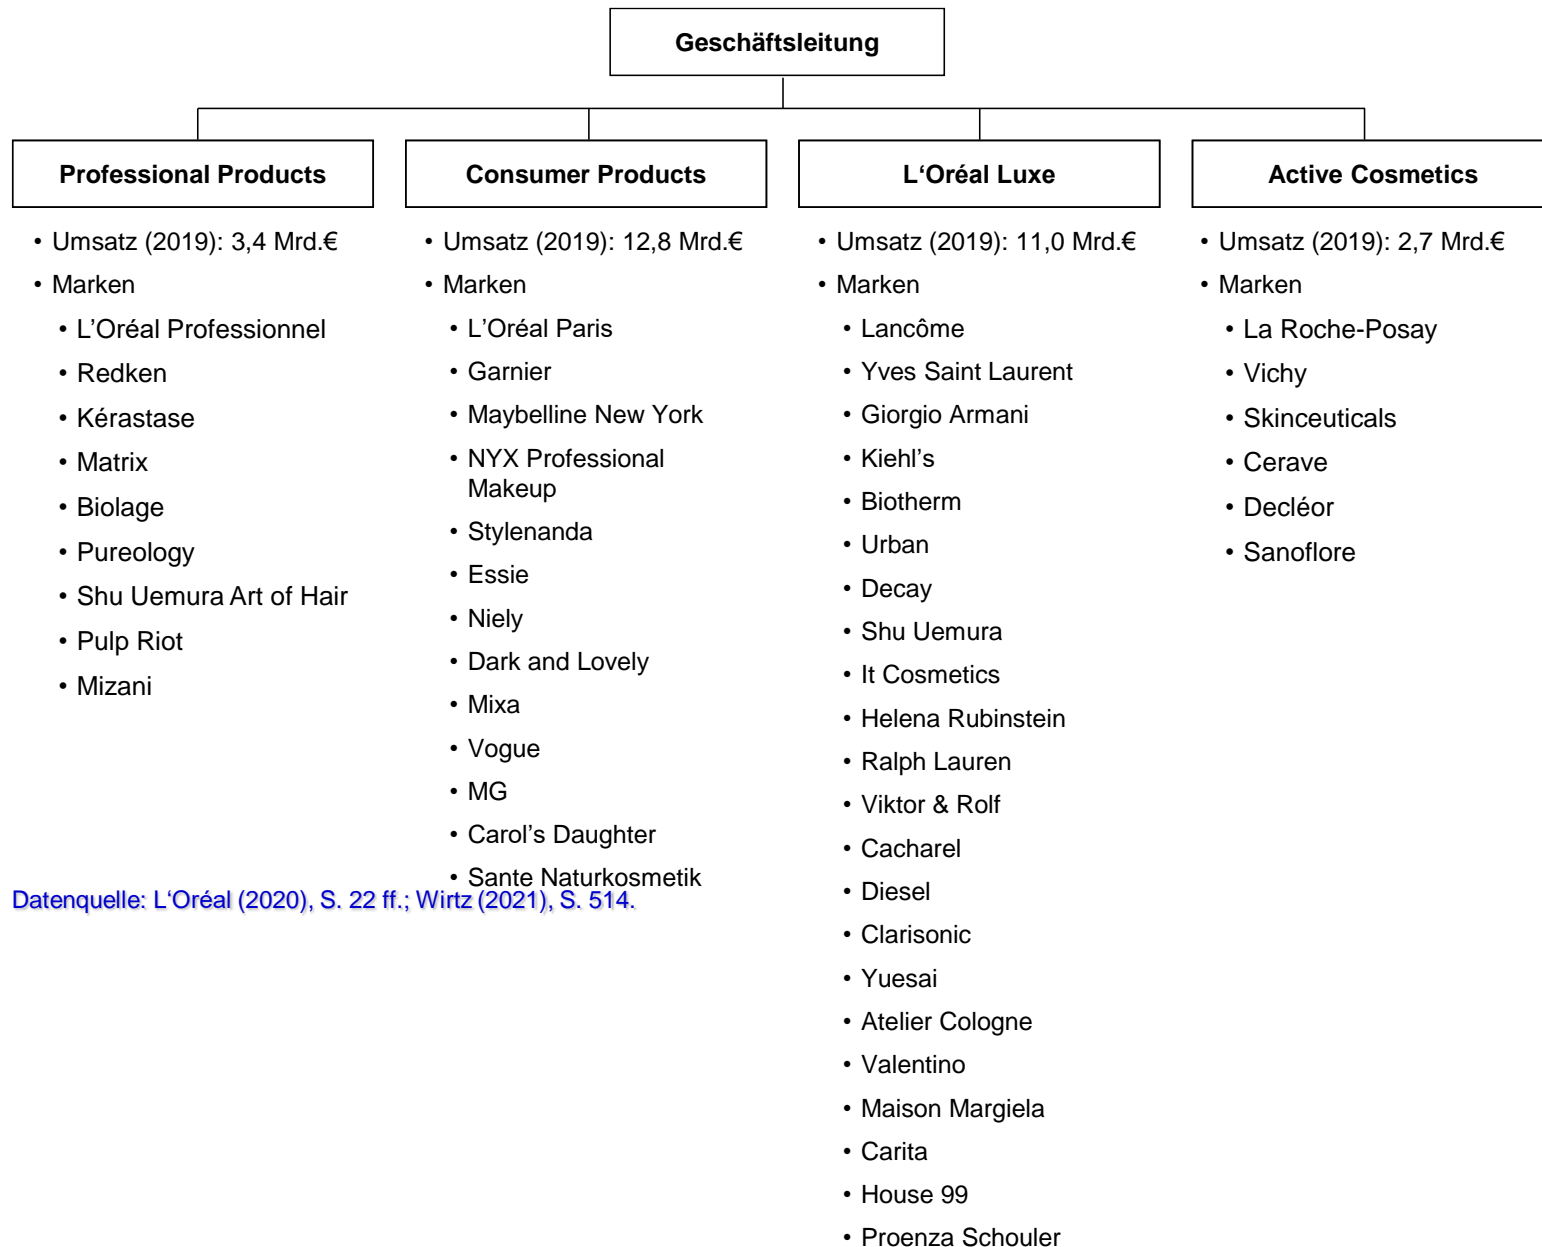 Geschäftsleitung
Professional Products
• Umsatz (2019): 3,4 Mrd.€
• Marken
• L’Oréal Professionnel
• Redken
• Kérastase
• Matrix
• Biolage
• Pureology
• Shu Uemura Art of Hair
• Pulp Riot
• Mizani
Consumer Products
• Umsatz (2019): 12,8 Mrd.€
• Marken
• L’Oréal Paris
• Garnier
• Maybelline New York
• NYX Professional
Makeup
• Stylenanda
• Essie
• Niely
• Dark and Lovely
• Mixa
• Vogue
• MG
• Carol’s Daughter
• Sante Naturkosmetik
L‘Oréal Luxe
• Umsatz (2019): 11,0 Mrd.€
• Marken
• Lancôme
• Yves Saint Laurent
• Giorgio Armani
• Kiehl’s
• Biotherm
• Urban
• Decay
• Shu Uemura
• It Cosmetics
• Helena Rubinstein
• Ralph Lauren
• Viktor & Rolf
• Cacharel
• Diesel
• Clarisonic
• Yuesai
• Atelier Cologne
• Valentino
• Maison Margiela
• Carita
• House 99
• Proenza Schouler
Active Cosmetics
• Umsatz (2019): 2,7 Mrd.€
• Marken
• La Roche-Posay
• Vichy
• Skinceuticals
• Cerave
• Decléor
• Sanoflore
Datenquelle: L‘Oréal (2020), S. 22 ff.; Wirtz (2021), S. 514.